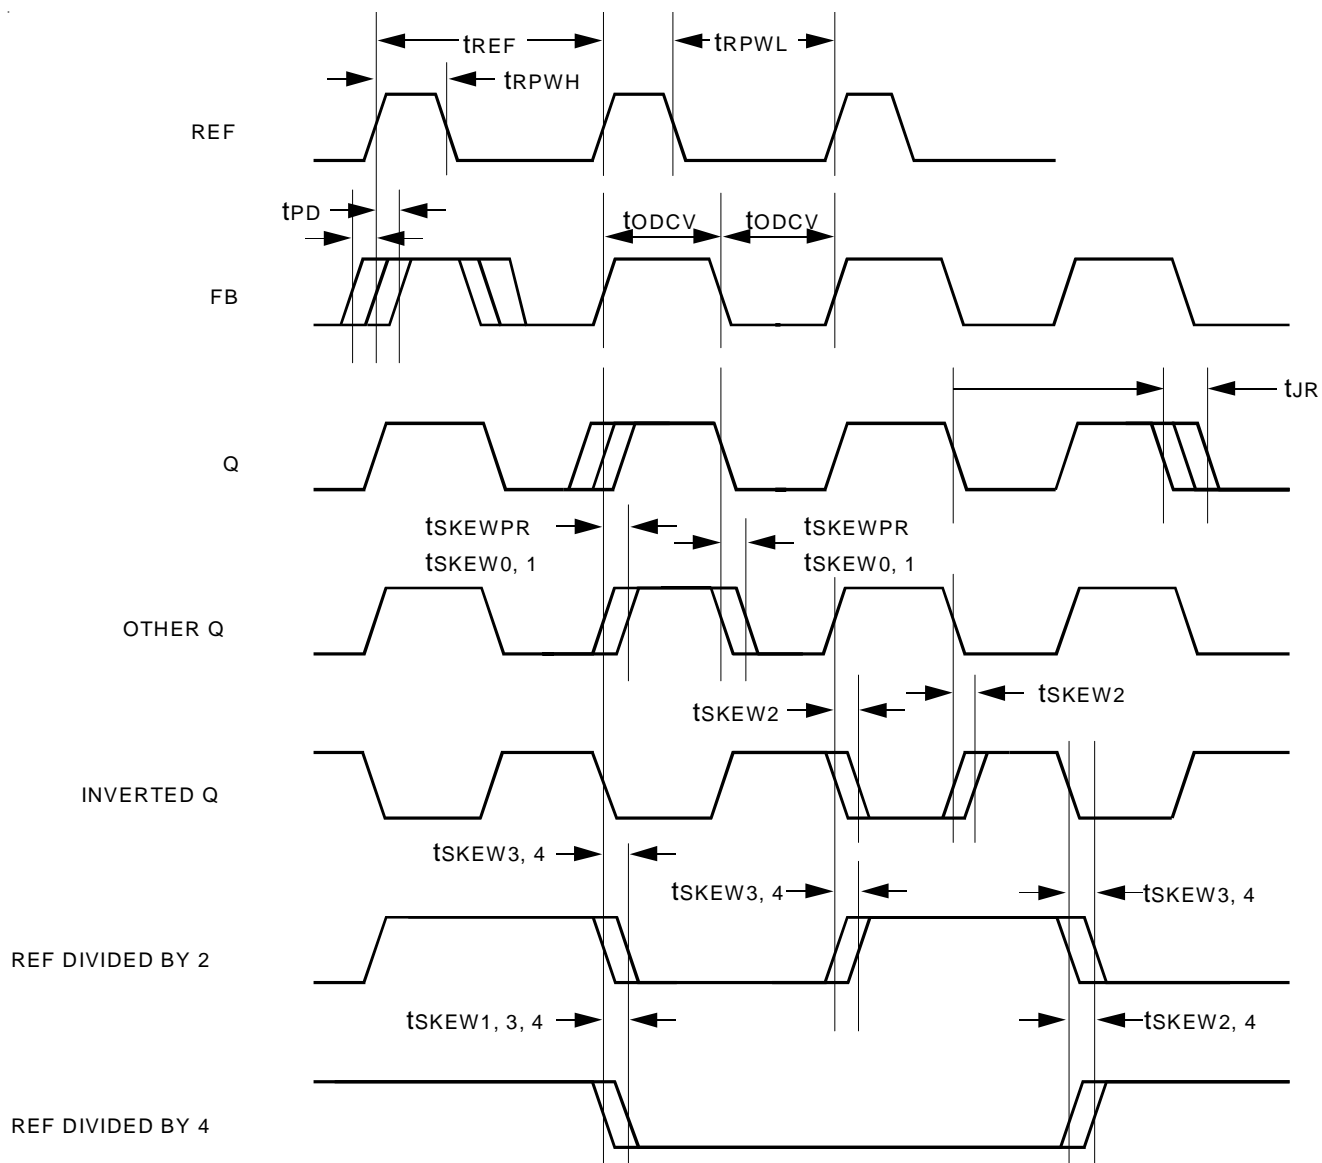 tREF
tRPWL
tRPWH
REF
tPD
tODCV
tODCV
FB
tJR
Q
tSKEWPR
tSKEW0, 1
tSKEWPR
tSKEW0, 1
OTHER Q
tSKEW2
tSKEW2
INVERTED Q
tSKEW3, 4
tSKEW3, 4
tSKEW3, 4
REF DIVIDED BY 2
tSKEW1, 3, 4
tSKEW2, 4
REF DIVIDED BY 4